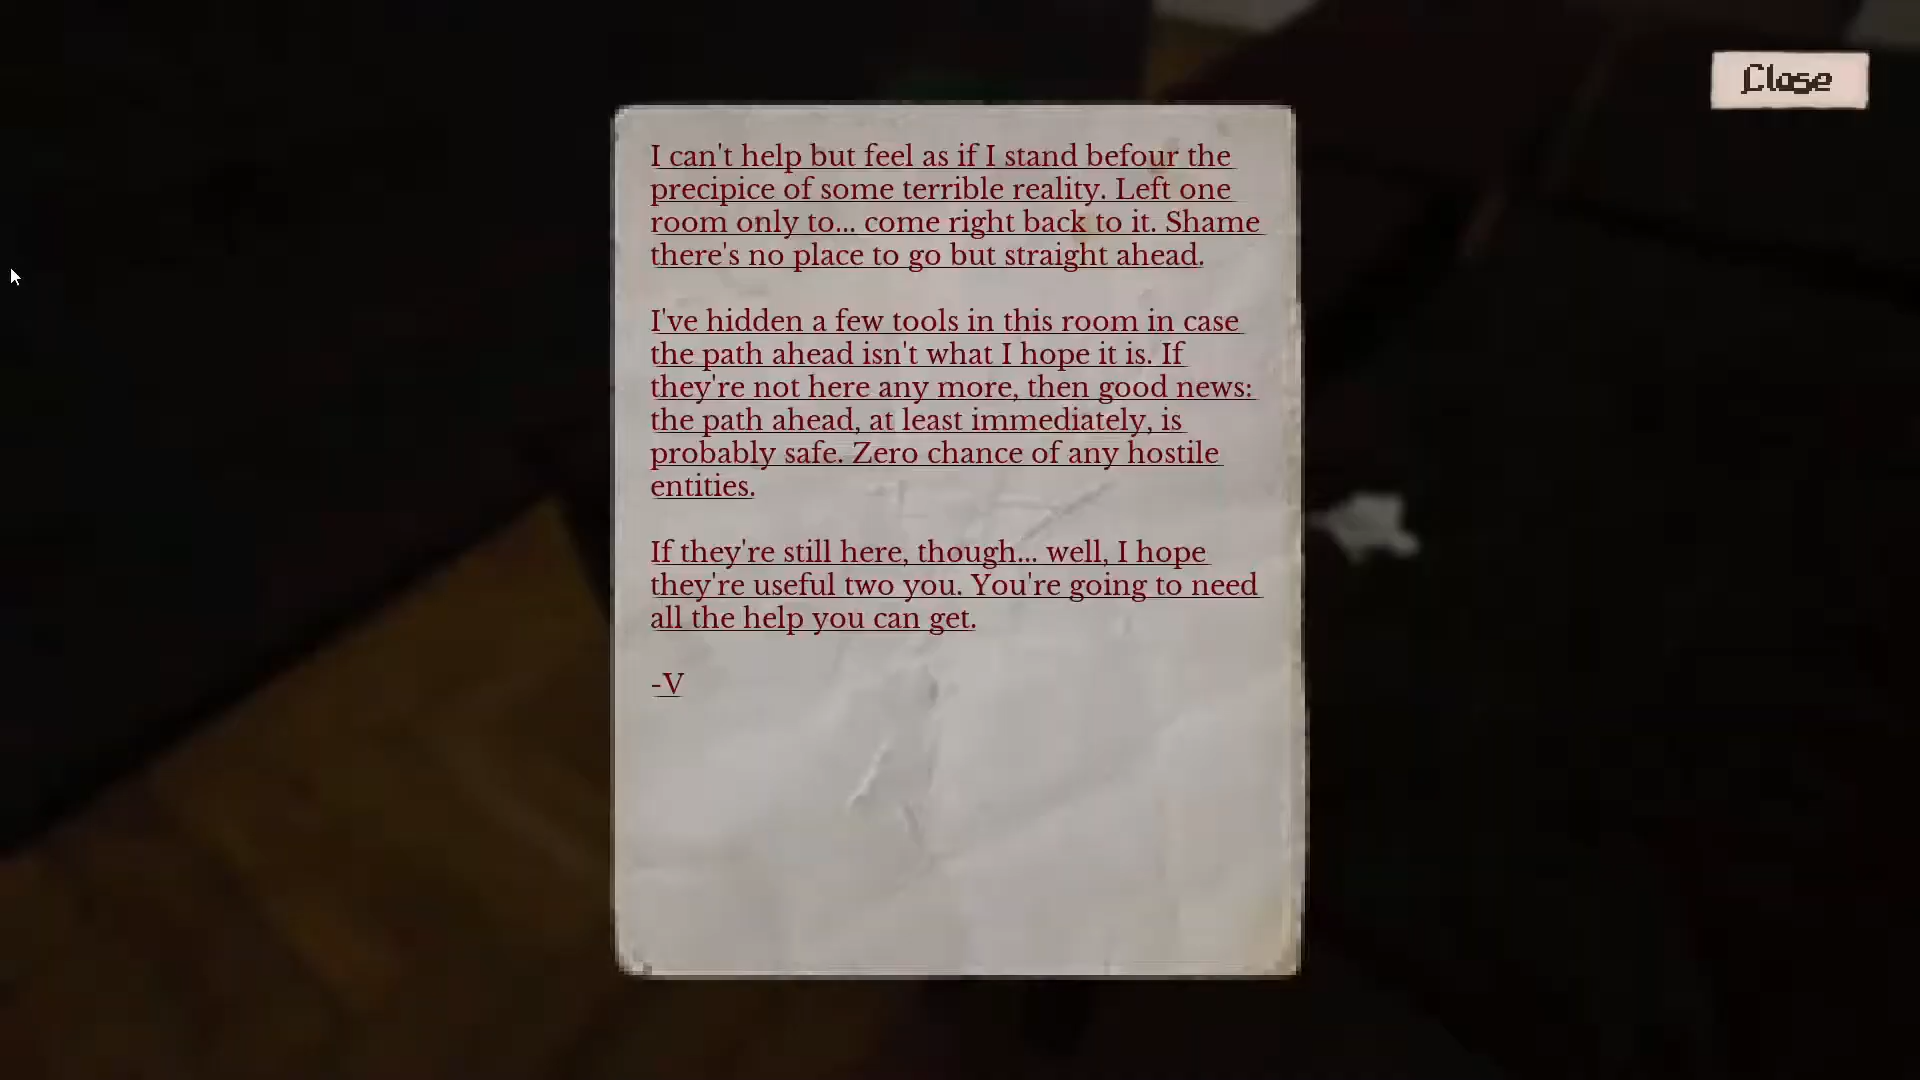 Close
I can't help but feel as if I stand befour the
precipice of some terrible reality. Left one
room only to... come right back to it. Shame
there's no place to go but straight ahead.
I've hidden a few tools in this room in case
the path ahead isn't what I hope it is. If
they're not here any more, then good news:
the path ahead, at least immediately, is
probably safe. Zero chance of any hostile
entities.
If they're still here, though... well, I hope
they're useful two you. You're going to need
all the help you can get.
-V